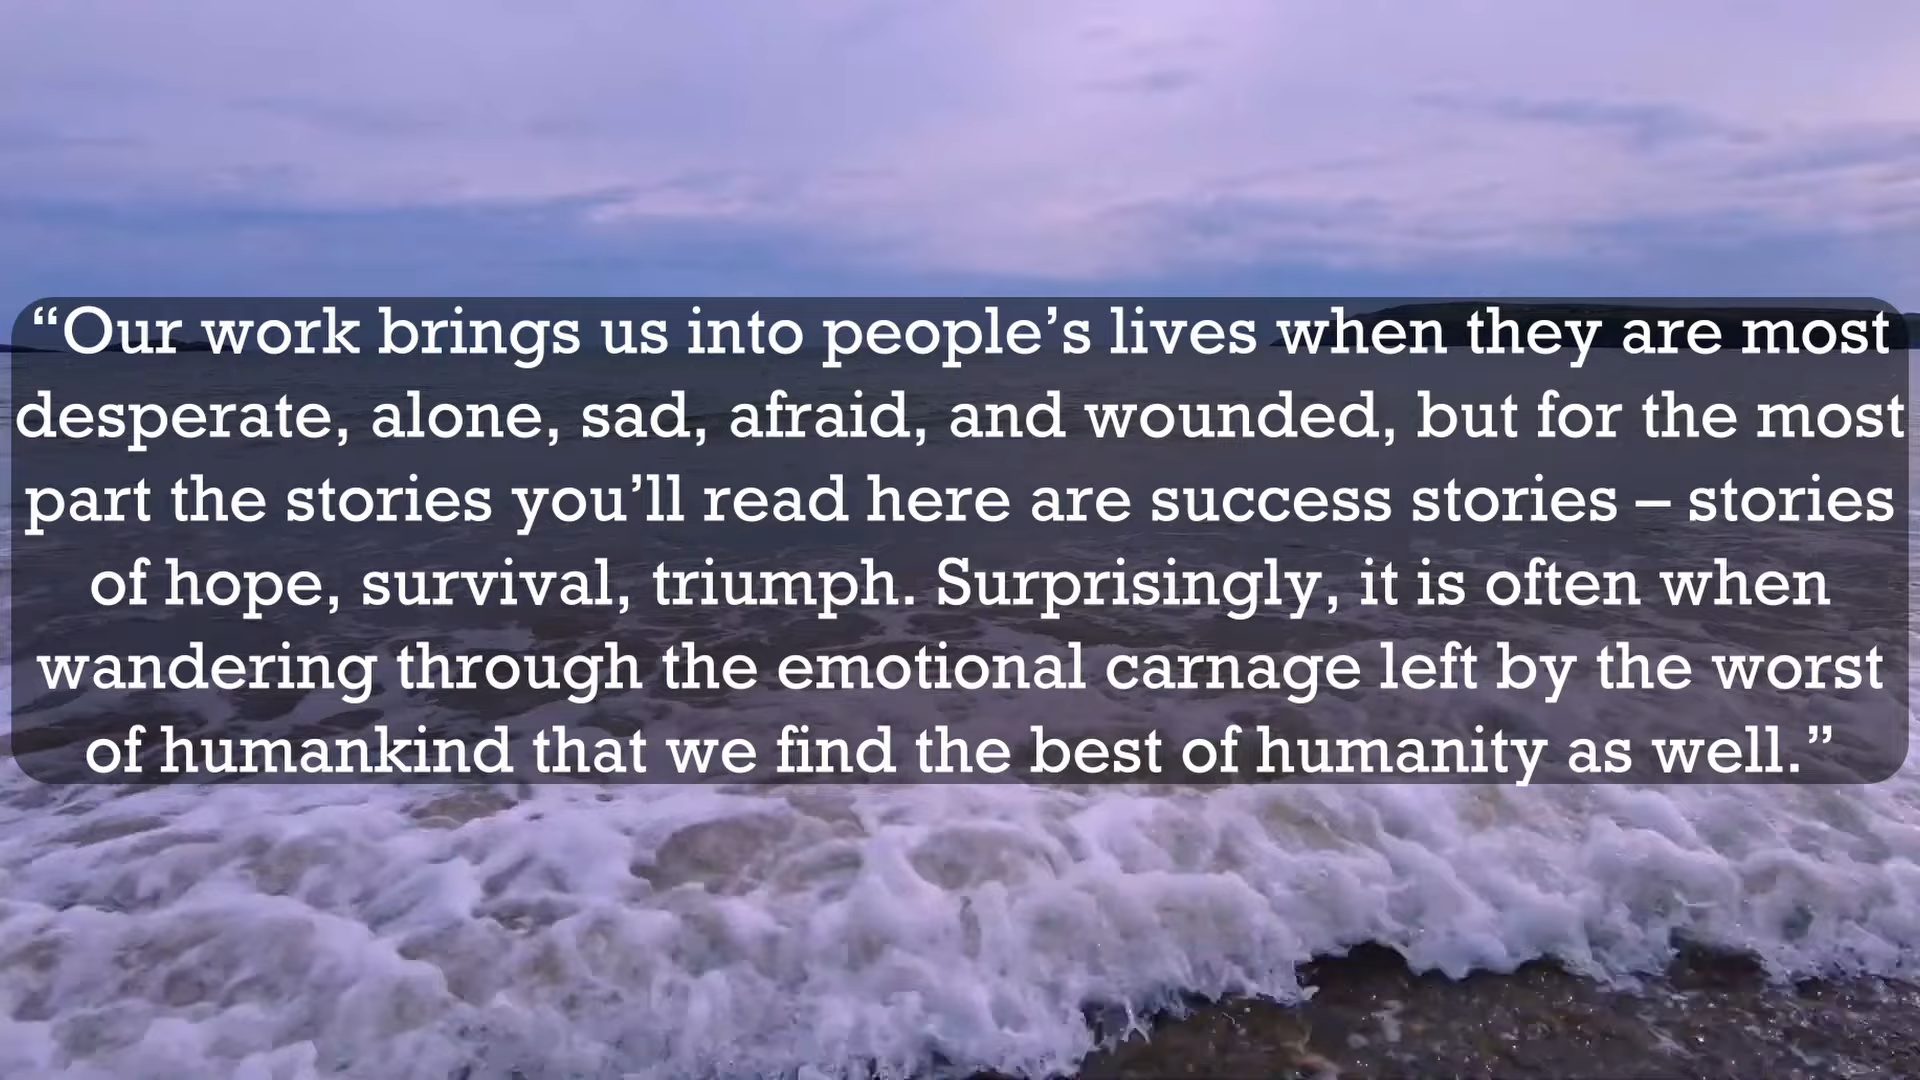 “Our work brings us into people’s lives when they are most
desperate, alone, sad, afraid, and wounded, but for the most
part the stories you’ll read here are success stories – stories
of hope, survival, triumph. Surprisingly, it is often when
wandering through the emotional carnage left by the worst
of humankind that we find the best of humanity as well.”